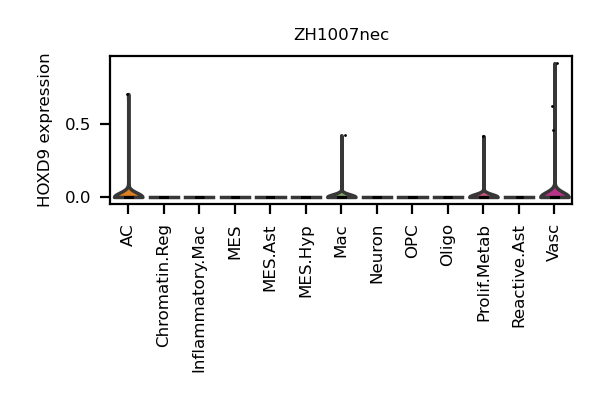 ZH1007nec
HOXD9 expression
0.5
0.0
AC
Chromatin.Reg
Inflammatory.Mac
MES
MES.Ast
MES.Hyp
Mac
Neuron
OPC
Oligo
Prolif.Metab
Reactive.Ast
Vasc